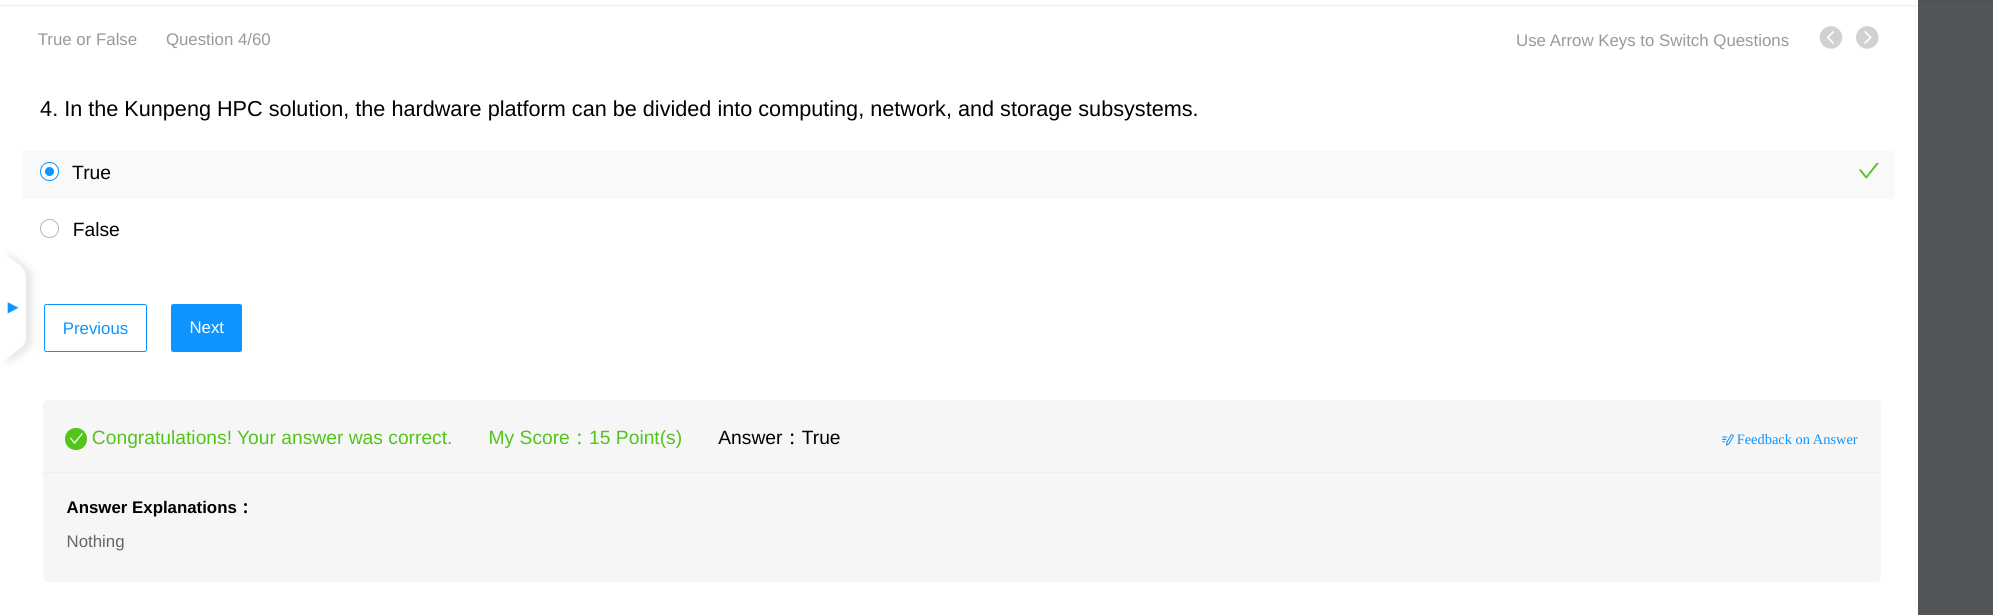 True or False Question 4/60 Use Arrow Keys to Switch Questions
4. In the Kunpeng HPC solution, the hardware platform can be divided into computing, network, and storage subsystems.
True
False
Previous Next
Congratulations! Your answer was correct. My Score：15 Point(s) Answer：True Feedback on Answer
Answer Explanations：
Nothing